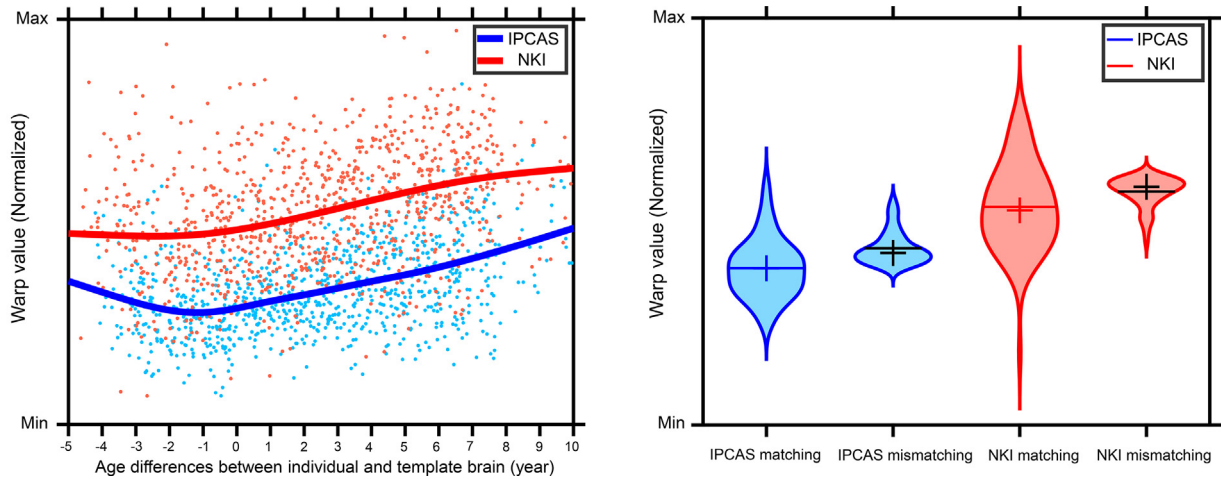 Max
IPCAS
NKI
Warp value (Normalized)
Min
-5 -4 -3 -2 -1 0 1 2 3 4 5 6 7 8 9 10
Age differences between individual and template brain (year)
Max
IPCAS
NKI
Warp value (Normalized)
Min
IPCAS matching IPCAS mismatching NKI matching NKI mismatching